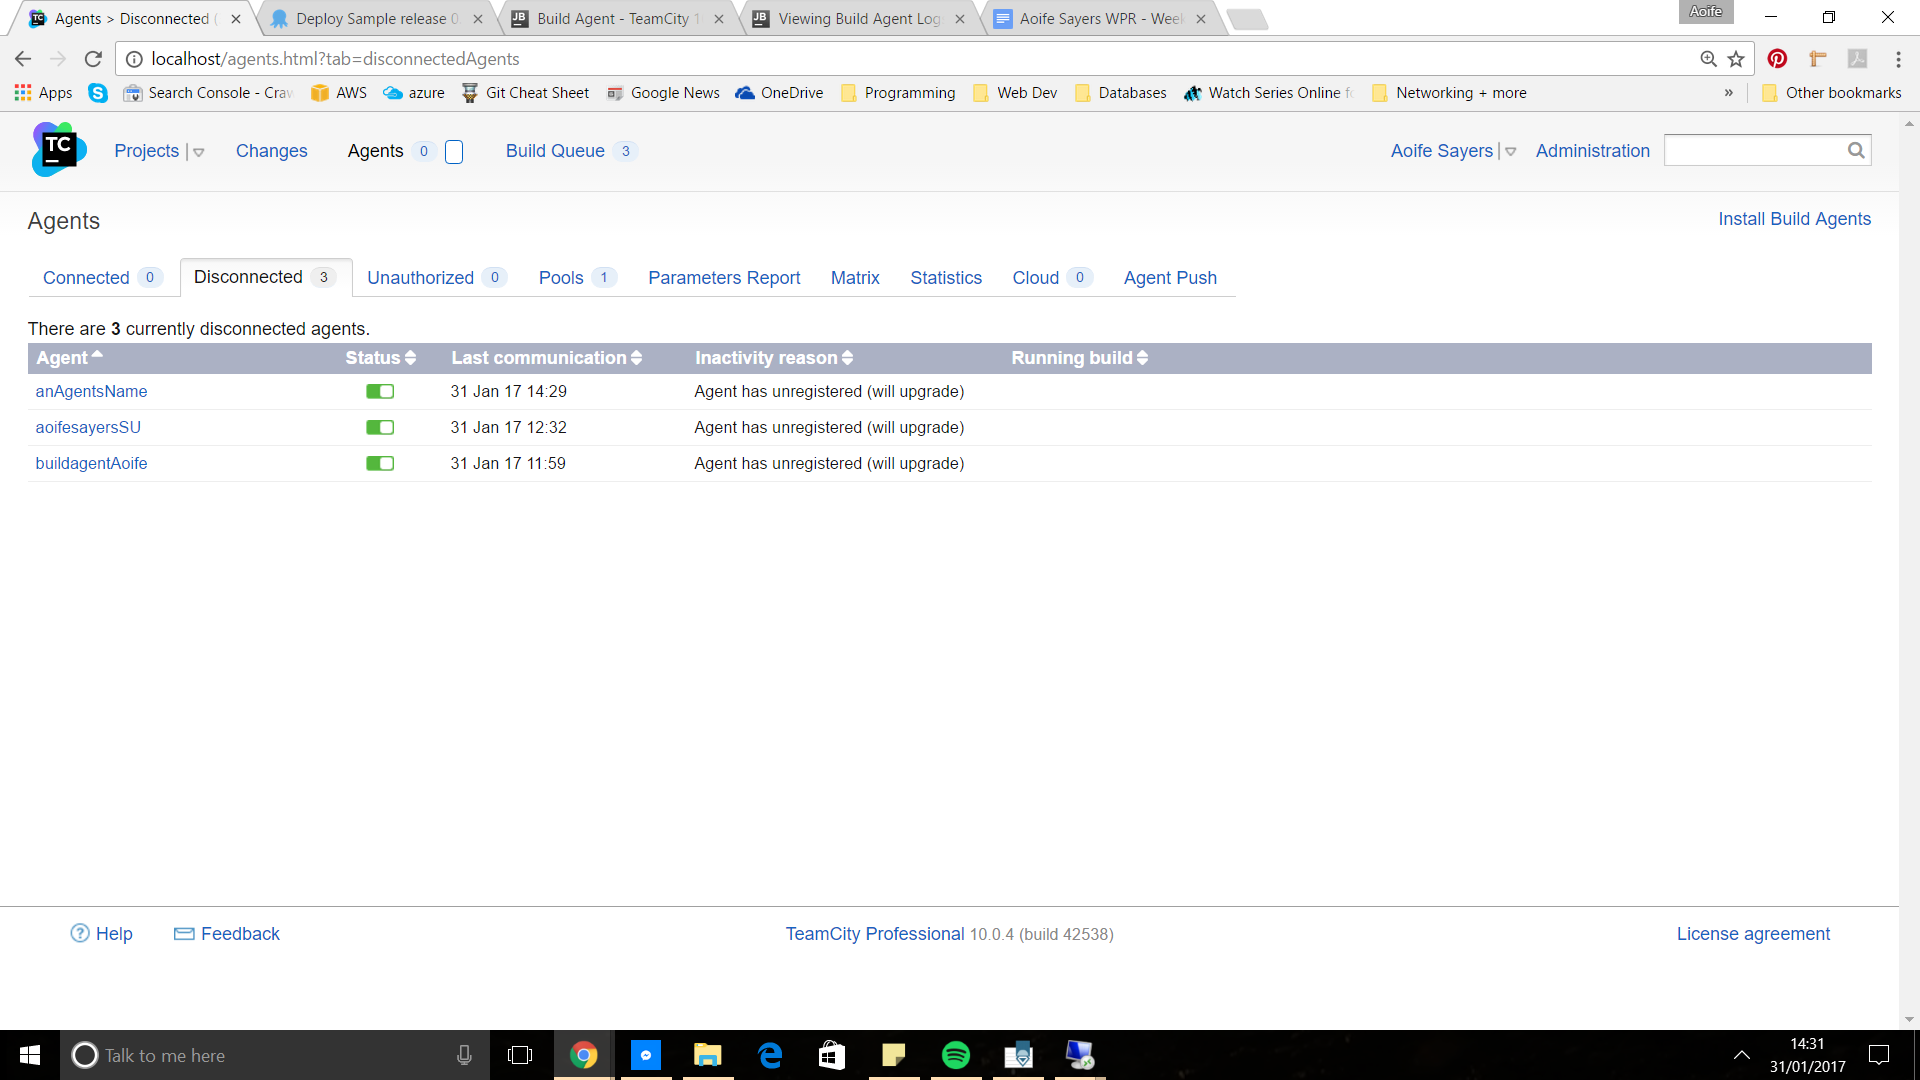 Agents > Disconnected (
Deploy Sample release 0.
Build Agent - TeamCity 1
Viewing Build Agent Log
Aoife Sayers WPR - Week
Aoife
localhost/agents.html?tab=disconnectedAgents
Apps
Search Console - Craw
AWS
azure
Git Cheat Sheet
Google News
OneDrive
Programming
Web Dev
Databases
Watch Series Online fo
Networking + more
»
Other bookmarks
TC
Projects
Changes
Agents 0
Build Queue 3
Aoife Sayers
Administration
Agents
Install Build Agents
Connected 0
Disconnected 3
Unauthorized 0
Pools 1
Parameters Report
Matrix
Statistics
Cloud 0
Agent Push
There are 3 currently disconnected agents.
Agent Status Last communication Inactivity reason Running build
anAgentsName 31 Jan 17 14:29 Agent has unregistered (will upgrade)
aoifesayersSU 31 Jan 17 12:32 Agent has unregistered (will upgrade)
buildagentAoife 31 Jan 17 11:59 Agent has unregistered (will upgrade)
Help
Feedback
TeamCity Professional 10.0.4 (build 42538)
License agreement
Talk to me here
14:31
31/01/2017